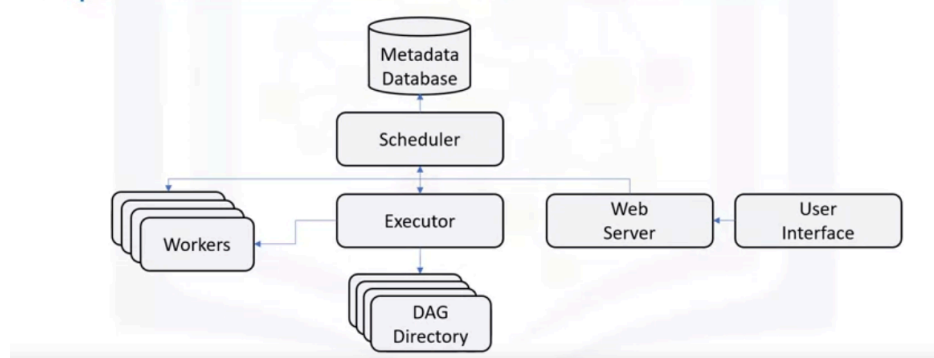 Metadata
Database
Scheduler
Executor
Web
Server
User
Interface
Workers
DAG
Directory